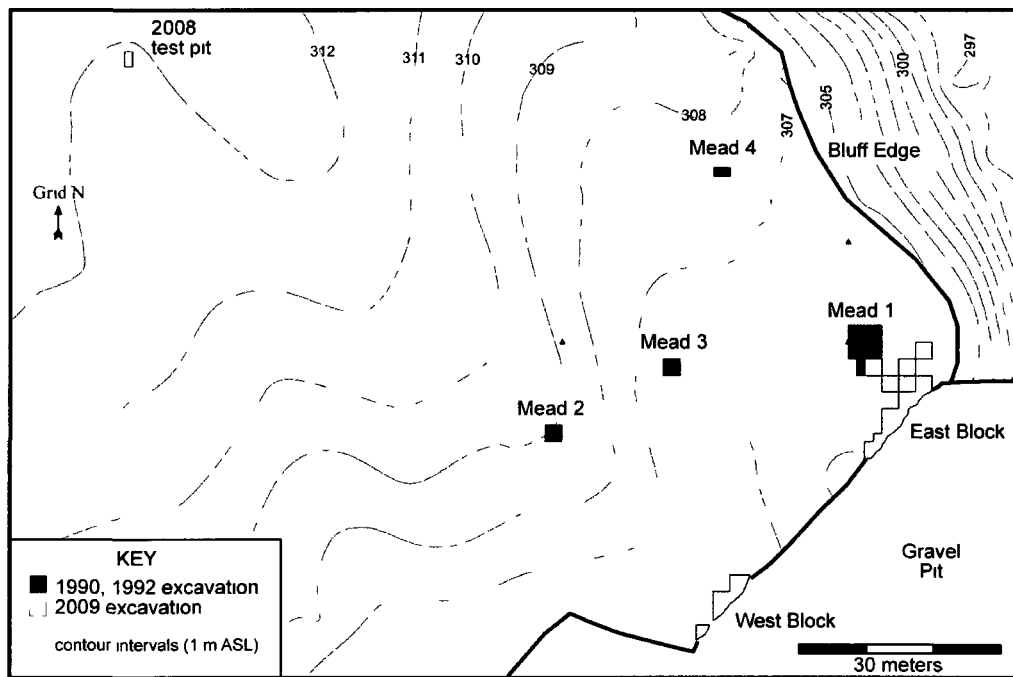 2008
test pit
312
311
310
309
308
307
305
300
297
Bluff Edge
Mead 4
Grid N
Mead 1
Mead 3
Mead 2
East Block
Gravel
Pit
West Block
KEY
1990, 1992 excavation
2009 excavation
contour intervals (1 m ASL)
30 meters